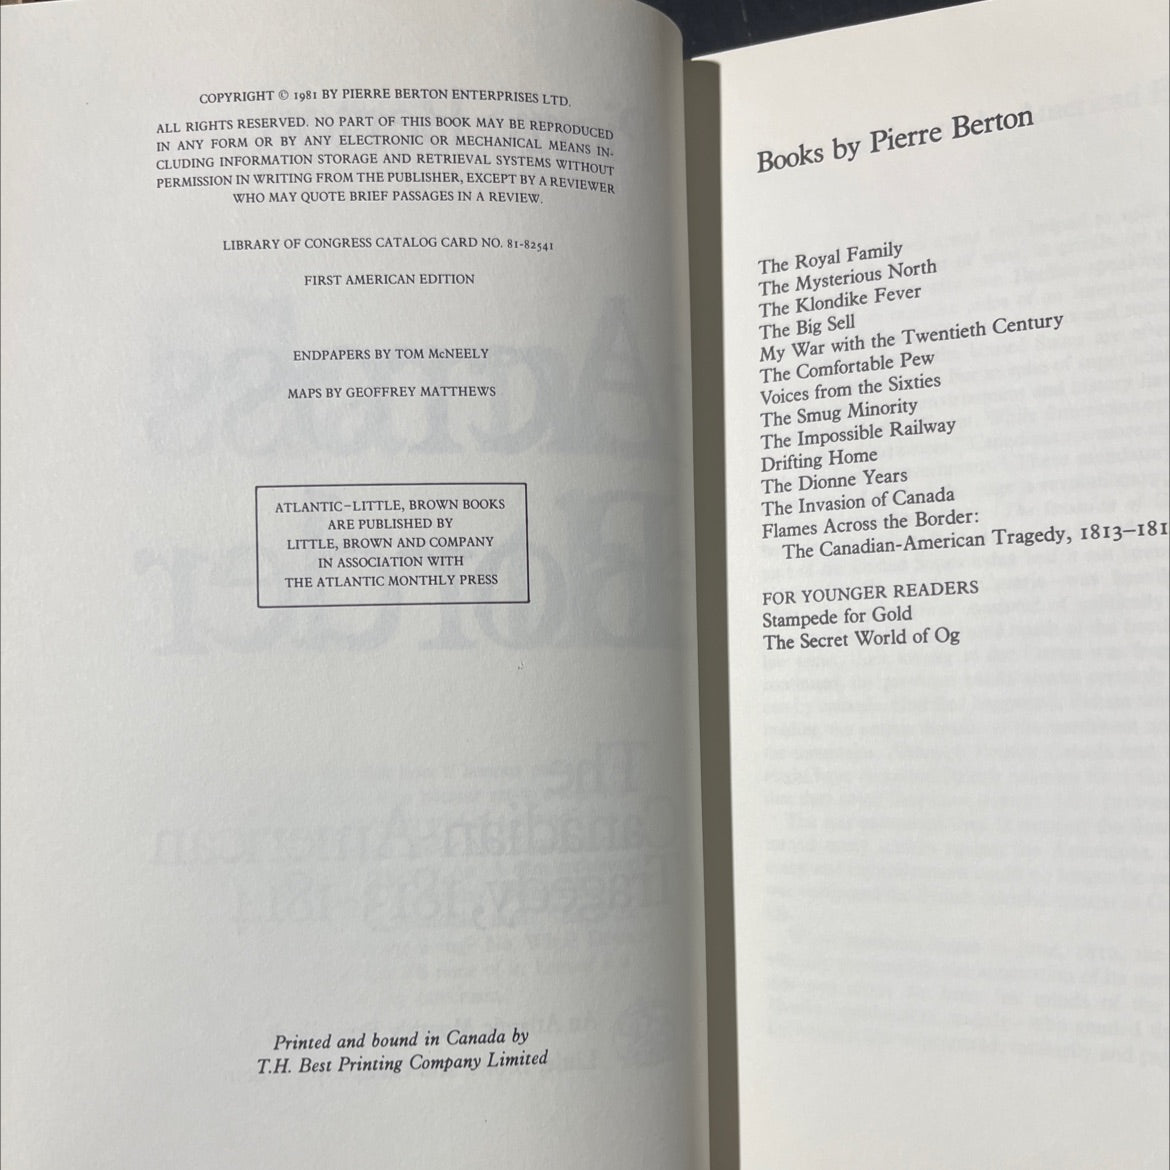 COPYRIGHT © 1981 BY PIERRE BERTON ENTERPRISES LTD.
ALL RIGHTS RESERVED. NO PART OF THIS BOOK MAY BE REPRODUCED
IN ANY FORM OR BY ANY ELECTRONIC OR MECHANICAL MEANS IN-
CLUDING INFORMATION STORAGE AND RETRIEVAL SYSTEMS WITHOUT
PERMISSION IN WRITING FROM THE PUBLISHER, EXCEPT BY A REVIEWER
WHO MAY QUOTE BRIEF PASSAGES IN A REVIEW.
LIBRARY OF CONGRESS CATALOG CARD NO. 81-82541
FIRST AMERICAN EDITION
ENDPAPERS BY TOM McNEELY
MAPS BY GEOFFREY MATTHEWS
ATLANTIC–LITTLE, BROWN BOOKS
ARE PUBLISHED BY
LITTLE, BROWN AND COMPANY
IN ASSOCIATION WITH
THE ATLANTIC MONTHLY PRESS
Printed and bound in Canada by
T.H. Best Printing Company Limited
Books by Pierre Berton
The Royal Family
The Mysterious North
The Klondike Fever
The Big Sell
My War with the Twentieth Century
The Comfortable Pew
Voices from the Sixties
The Smug Minority
The Impossible Railway
Drifting Home
The Dionne Years
The Invasion of Canada
Flames Across the Border:
The Canadian-American Tragedy, 1813–181
FOR YOUNGER READERS
Stampede for Gold
The Secret World of Og